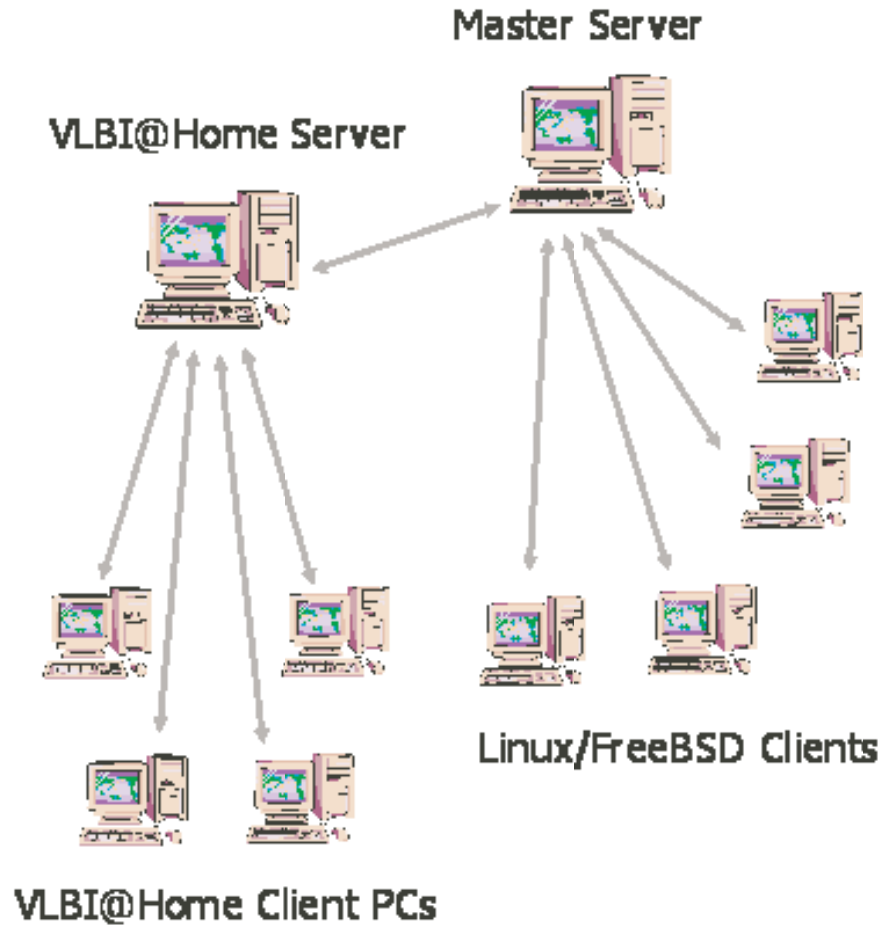 Master Server
VLBI@Home Server
Linux/FreeBSD Clients
VLBI@Home Client PCs